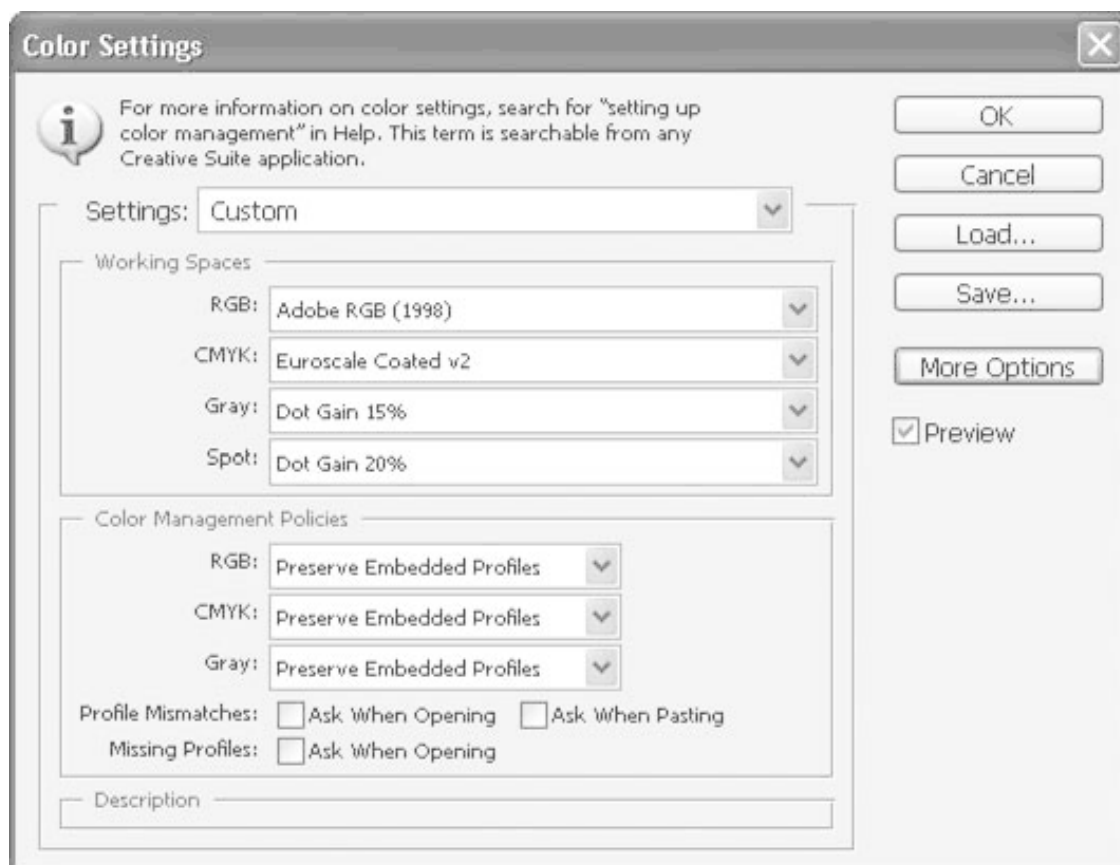 Color Settings
For more information on color settings, search for "setting up
color management" in Help. This term is searchable from any
Creative Suite application.
Settings: Custom
Working Spaces
RGB: Adobe RGB (1998)
CMYK: Euroscale Coated v2
Gray: Dot Gain 15%
Spot: Dot Gain 20%
Color Management Policies
RGB: Preserve Embedded Profiles
CMYK: Preserve Embedded Profiles
Gray: Preserve Embedded Profiles
Profile Mismatches: Ask When Opening Ask When Pasting
Missing Profiles: Ask When Opening
Description
OK
Cancel
Load...
Save...
More Options
Preview